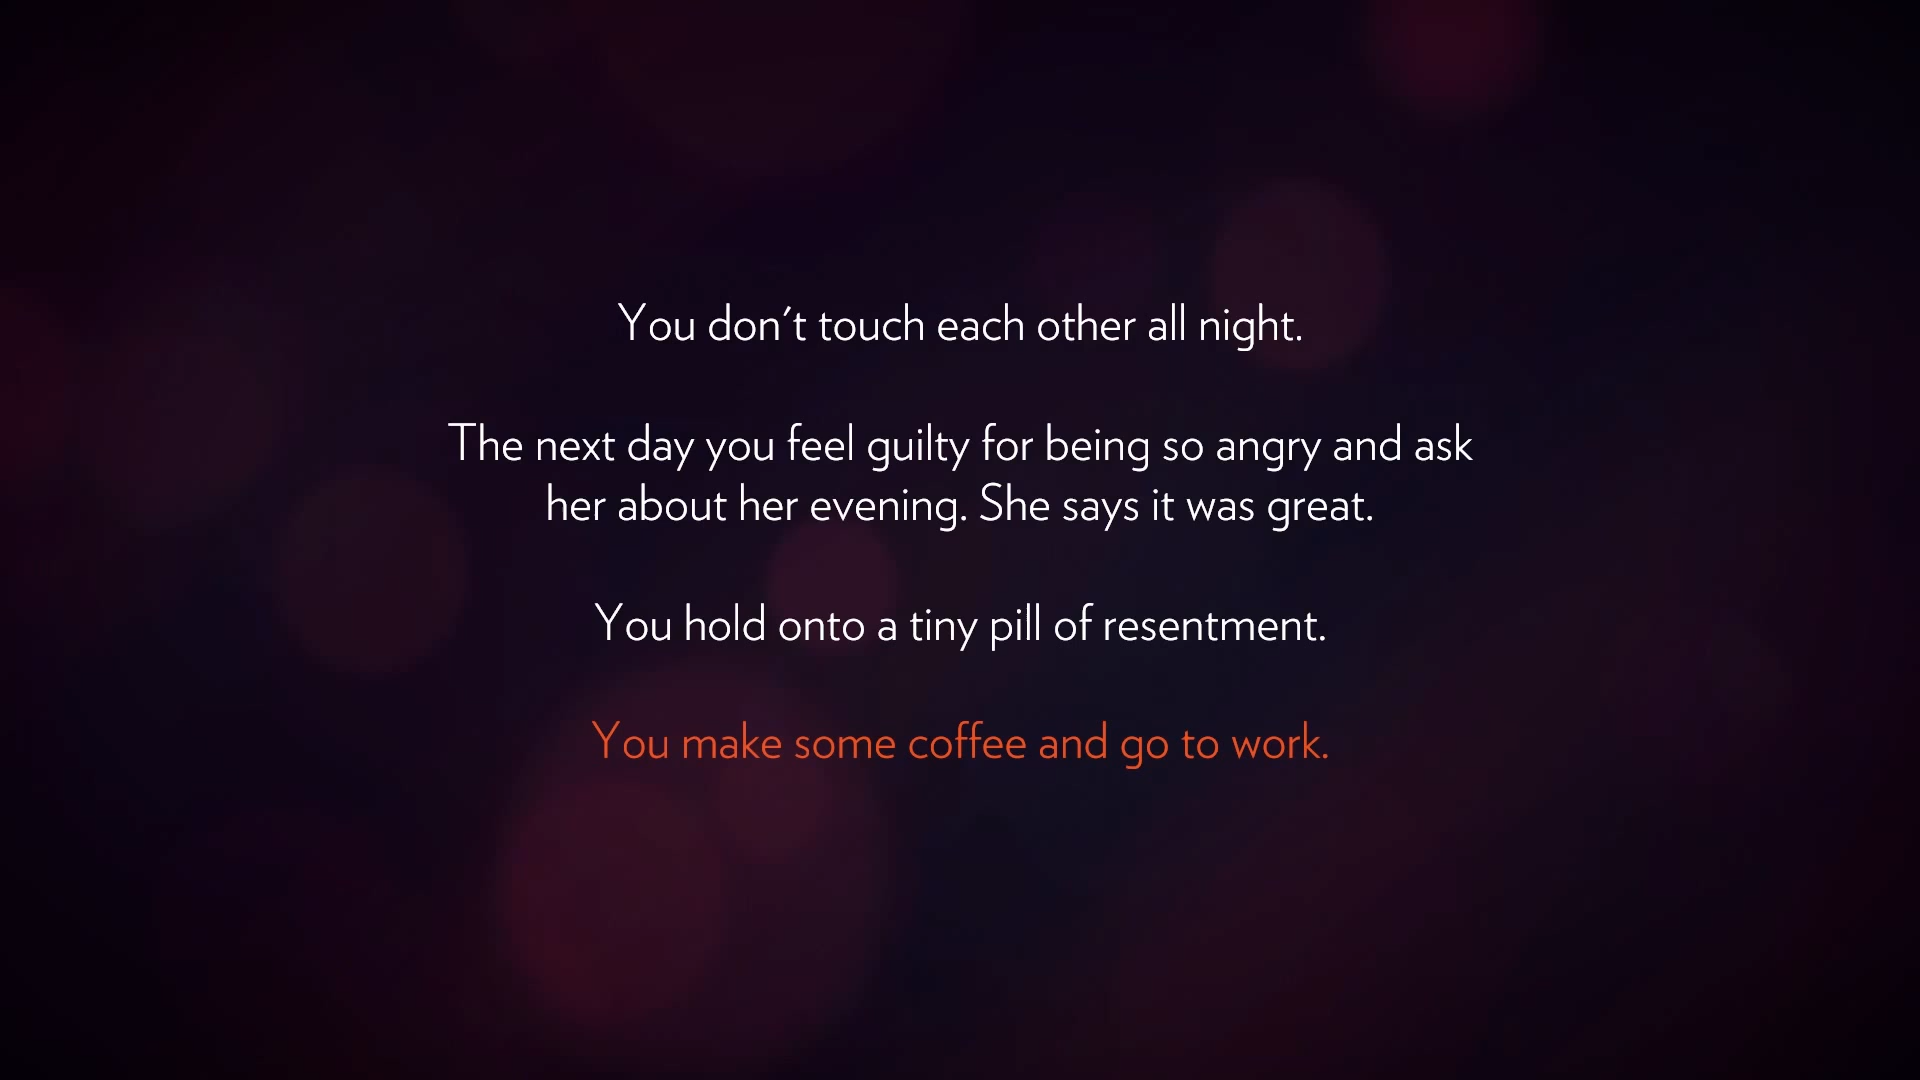 You don't touch each other all night.
The next day you feel guilty for being so angry and ask
her about her evening. She says it was great.
You hold onto a tiny pill of resentment.
You make some coffee and go to work.